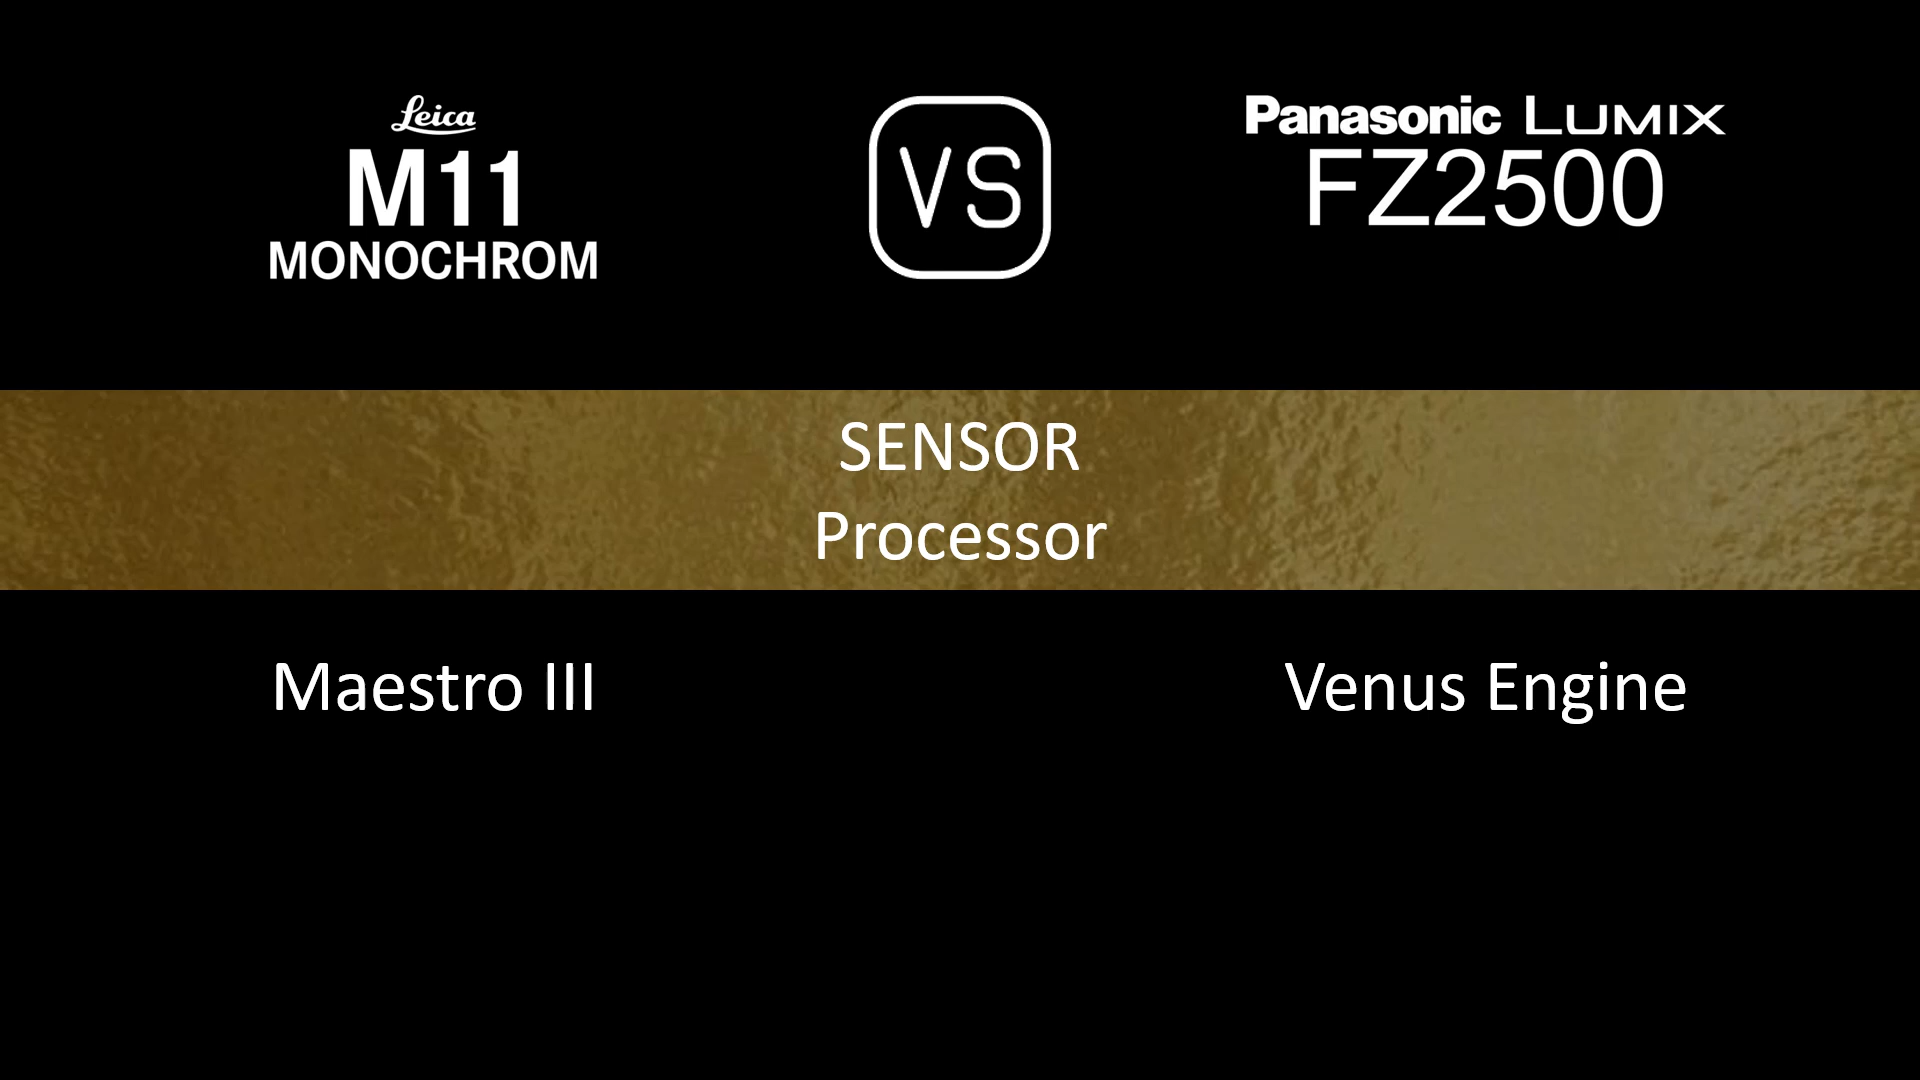 Leica
M11
MONOCHROM
VS
Panasonic LUMIX
FZ2500
SENSOR
Processor
Maestro III
Venus Engine